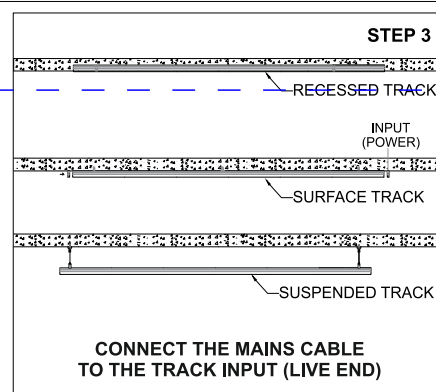 STEP 3
RECESSED TRACK
INPUT
(POWER)
SURFACE TRACK
SUSPENDED TRACK
CONNECT THE MAINS CABLE
TO THE TRACK INPUT (LIVE END)